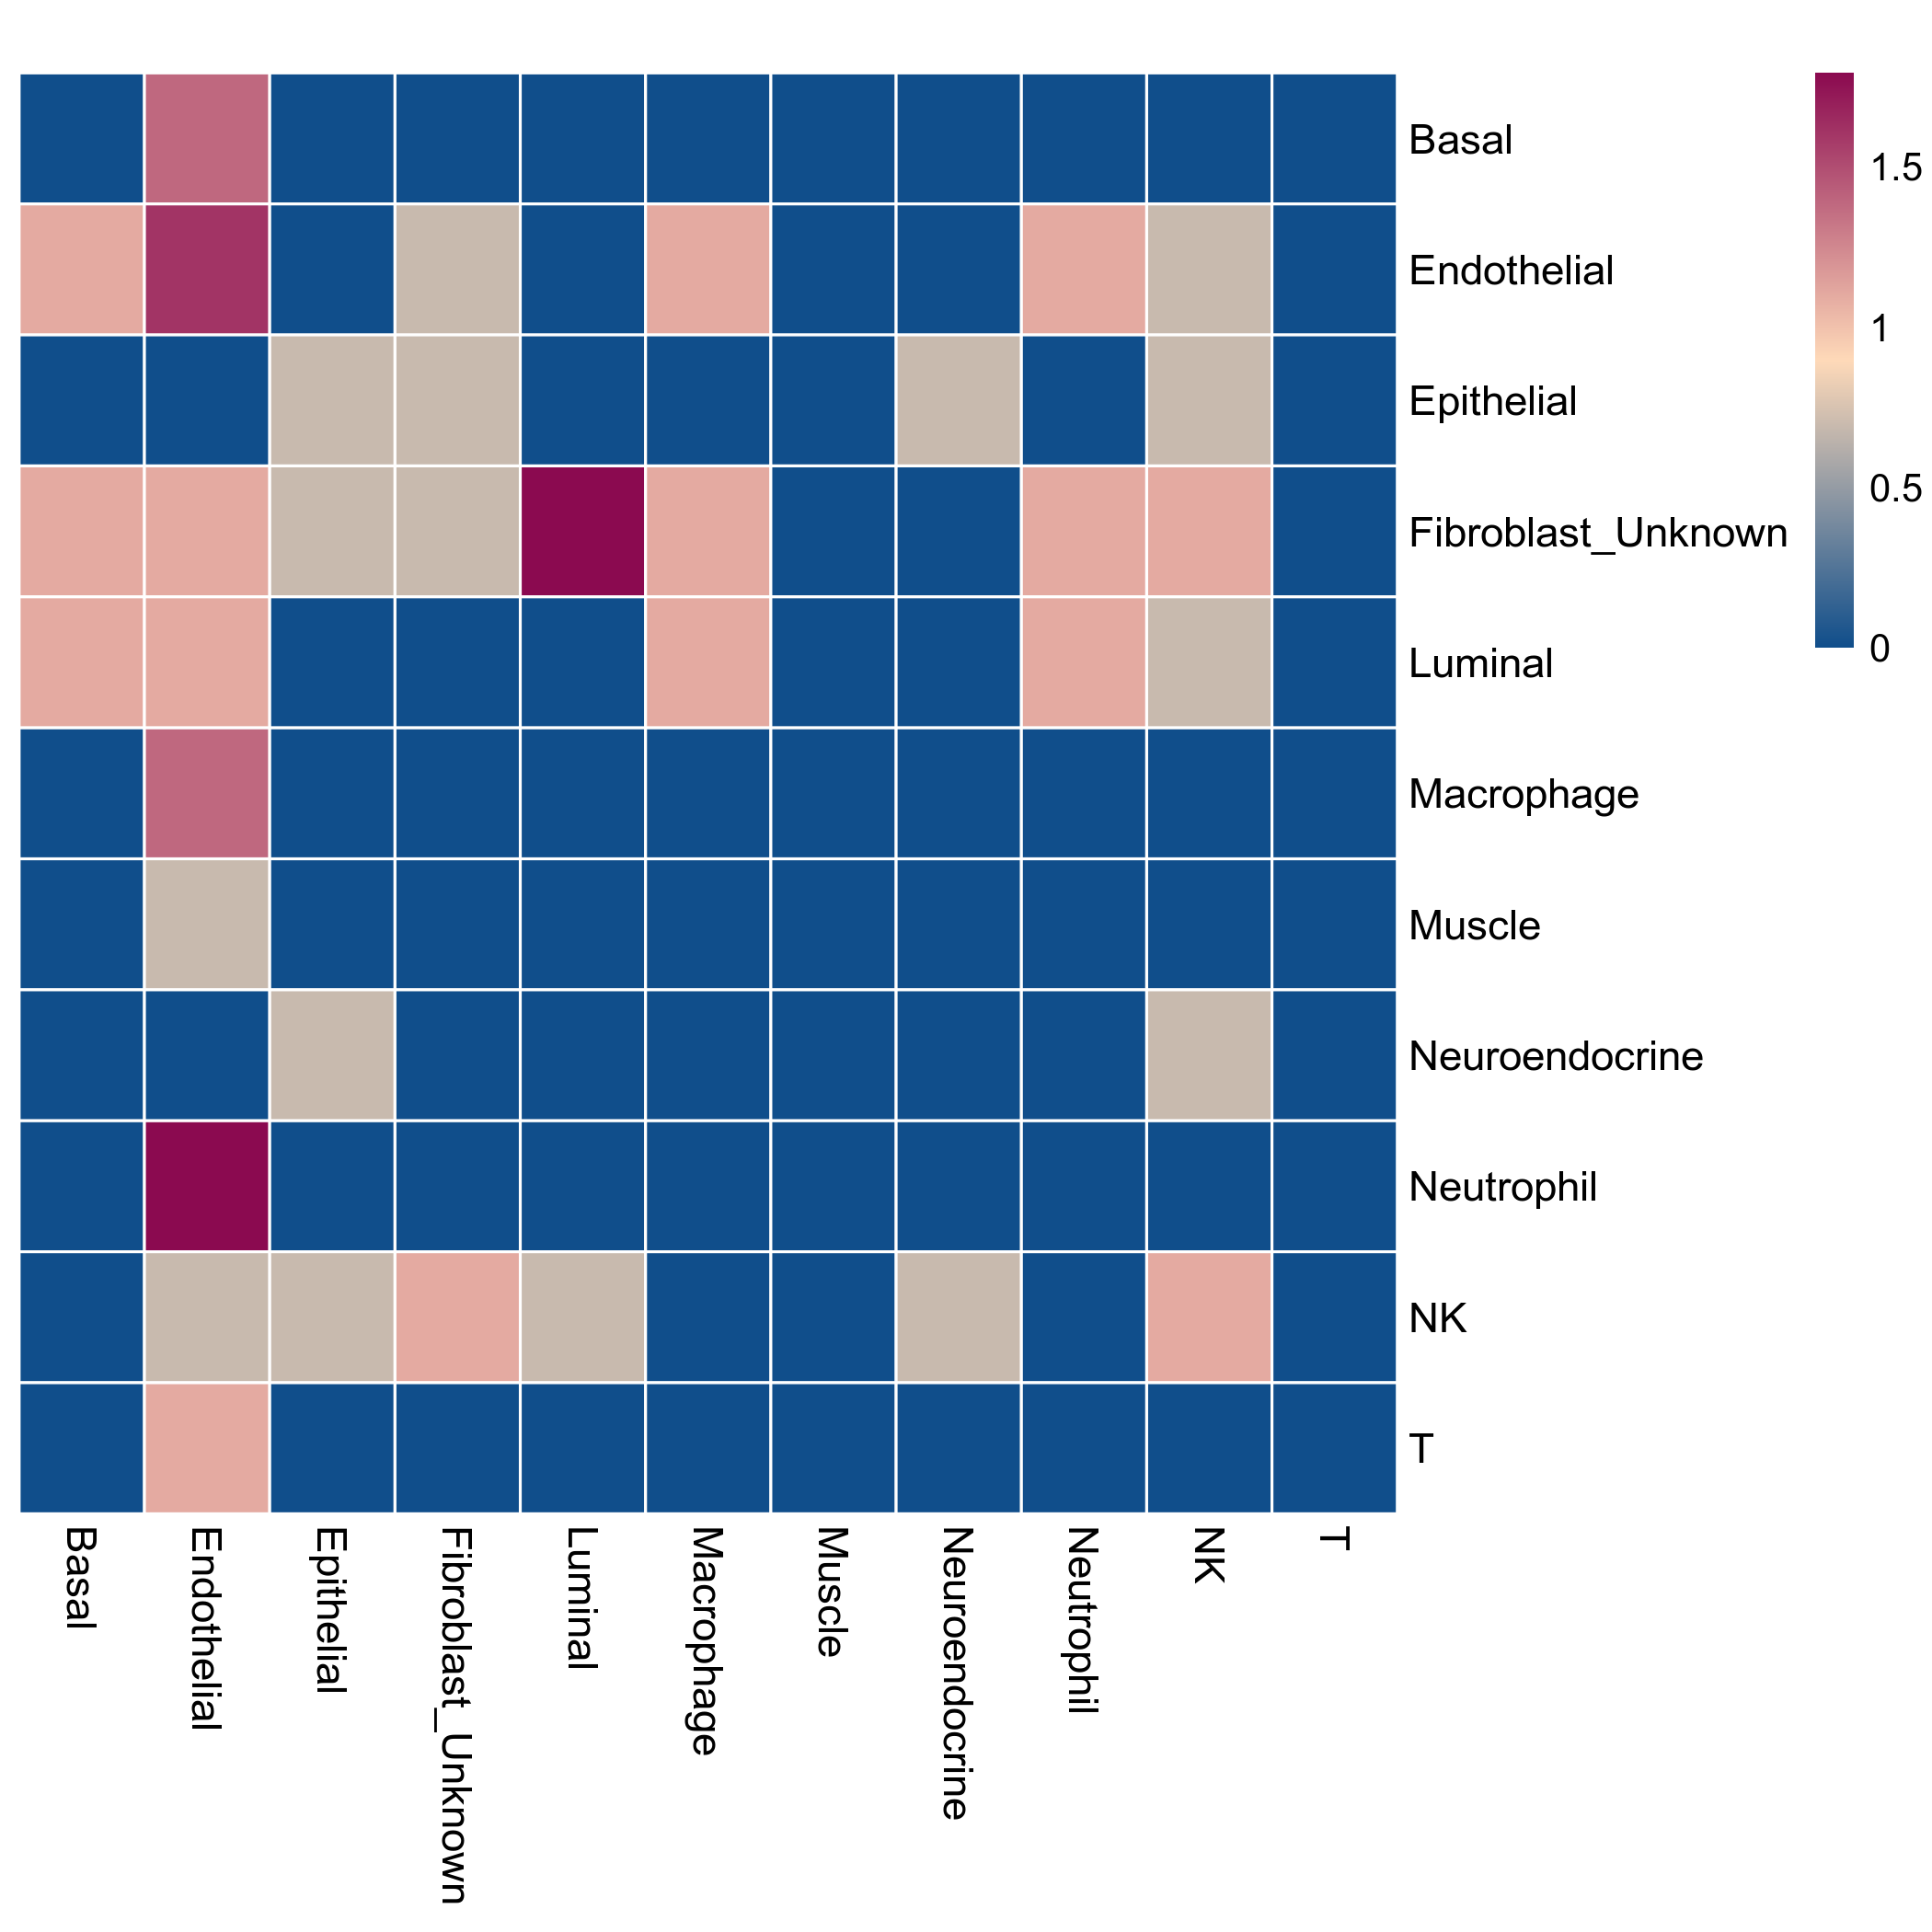 Basal
Endothelial
Epithelial
Fibroblast_Unknown
Luminal
Macrophage
Muscle
Neuroendocrine
Neutrophil
NK
T
1.5
1
0.5
0
Basal
Endothelial
Epithelial
Fibroblast_Unknown
Luminal
Macrophage
Muscle
Neuroendocrine
Neutrophil
NK
T